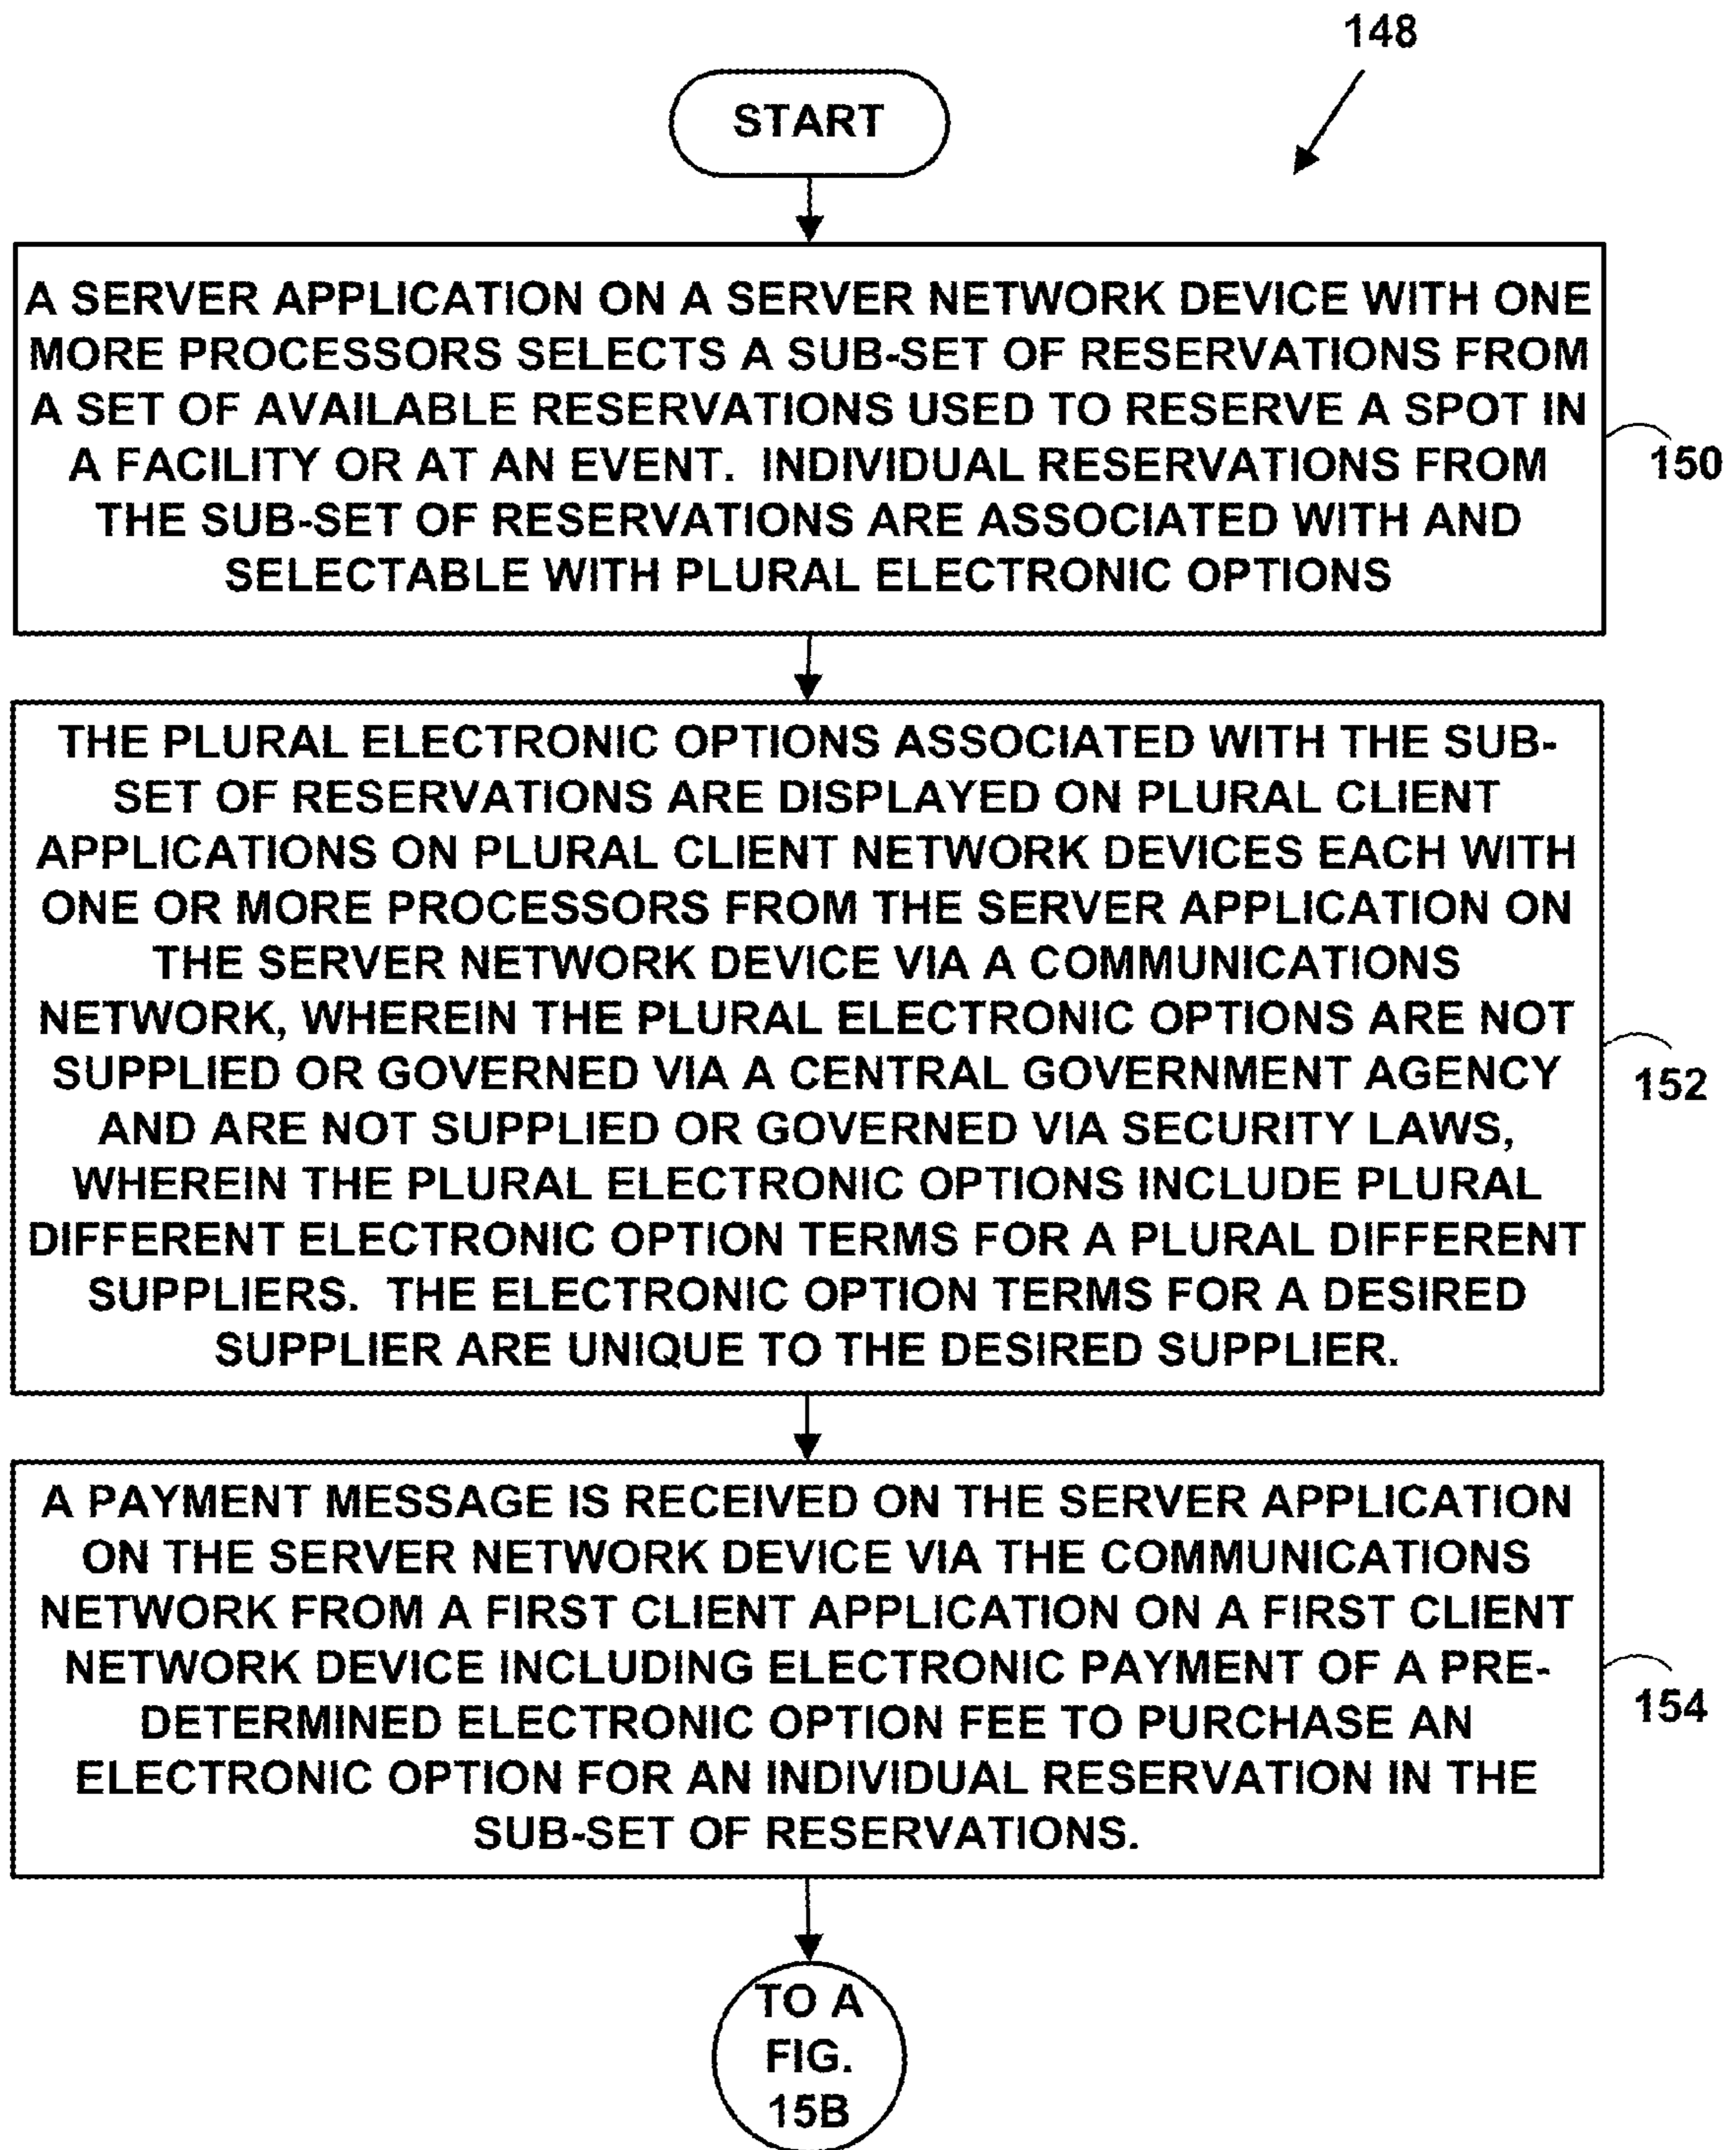 148
START
A SERVER APPLICATION ON A SERVER NETWORK DEVICE WITH ONE
MORE PROCESSORS SELECTS A SUB-SET OF RESERVATIONS FROM
A SET OF AVAILABLE RESERVATIONS USED TO RESERVE A SPOT IN
A FACILITY OR AT AN EVENT. INDIVIDUAL RESERVATIONS FROM
THE SUB-SET OF RESERVATIONS ARE ASSOCIATED WITH AND
SELECTABLE WITH PLURAL ELECTRONIC OPTIONS
150
THE PLURAL ELECTRONIC OPTIONS ASSOCIATED WITH THE SUB-
SET OF RESERVATIONS ARE DISPLAYED ON PLURAL CLIENT
APPLICATIONS ON PLURAL CLIENT NETWORK DEVICES EACH WITH
ONE OR MORE PROCESSORS FROM THE SERVER APPLICATION ON
THE SERVER NETWORK DEVICE VIA A COMMUNICATIONS
NETWORK, WHEREIN THE PLURAL ELECTRONIC OPTIONS ARE NOT
SUPPLIED OR GOVERNED VIA A CENTRAL GOVERNMENT AGENCY
AND ARE NOT SUPPLIED OR GOVERNED VIA SECURITY LAWS,
WHEREIN THE PLURAL ELECTRONIC OPTIONS INCLUDE PLURAL
DIFFERENT ELECTRONIC OPTION TERMS FOR A PLURAL DIFFERENT
SUPPLIERS. THE ELECTRONIC OPTION TERMS FOR A DESIRED
SUPPLIER ARE UNIQUE TO THE DESIRED SUPPLIER.
152
A PAYMENT MESSAGE IS RECEIVED ON THE SERVER APPLICATION
ON THE SERVER NETWORK DEVICE VIA THE COMMUNICATIONS
NETWORK FROM A FIRST CLIENT APPLICATION ON A FIRST CLIENT
NETWORK DEVICE INCLUDING ELECTRONIC PAYMENT OF A PRE-
DETERMINED ELECTRONIC OPTION FEE TO PURCHASE AN
ELECTRONIC OPTION FOR AN INDIVIDUAL RESERVATION IN THE
SUB-SET OF RESERVATIONS.
154
TO A
FIG.
15B